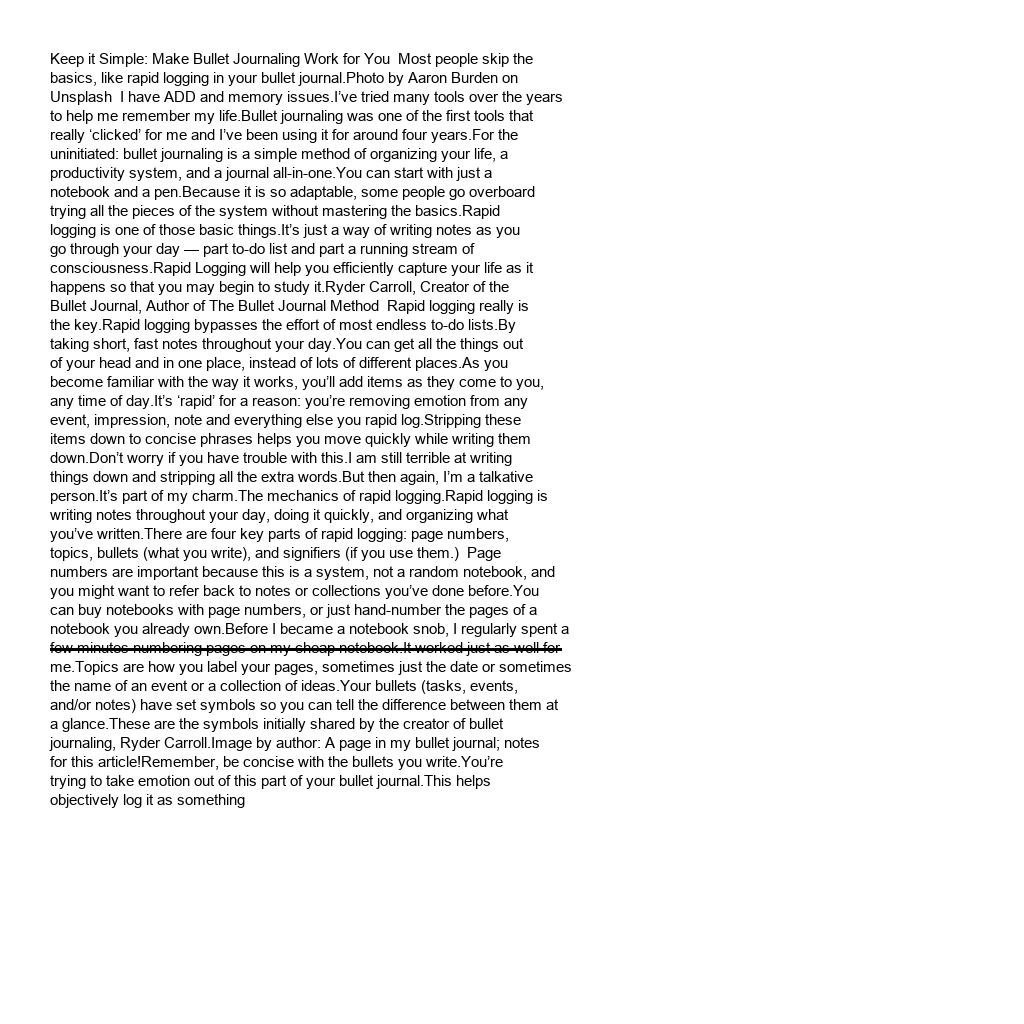 Keep it Simple: Make Bullet Journaling Work for You  Most people skip the
basics, like rapid logging in your bullet journal.Photo by Aaron Burden on
Unsplash  I have ADD and memory issues.I’ve tried many tools over the years
to help me remember my life.Bullet journaling was one of the first tools that
really ‘clicked’ for me and I’ve been using it for around four years.For the
uninitiated: bullet journaling is a simple method of organizing your life, a
productivity system, and a journal all-in-one.You can start with just a
notebook and a pen.Because it is so adaptable, some people go overboard
trying all the pieces of the system without mastering the basics.Rapid
logging is one of those basic things.It’s just a way of writing notes as you
go through your day — part to-do list and part a running stream of
consciousness.Rapid Logging will help you efficiently capture your life as it
happens so that you may begin to study it.Ryder Carroll, Creator of the
Bullet Journal, Author of The Bullet Journal Method  Rapid logging really is
the key.Rapid logging bypasses the effort of most endless to-do lists.By
taking short, fast notes throughout your day.You can get all the things out
of your head and in one place, instead of lots of different places.As you
become familiar with the way it works, you’ll add items as they come to you,
any time of day.It’s ‘rapid’ for a reason: you’re removing emotion from any
event, impression, note and everything else you rapid log.Stripping these
items down to concise phrases helps you move quickly while writing them
down.Don’t worry if you have trouble with this.I am still terrible at writing
things down and stripping all the extra words.But then again, I’m a talkative
person.It’s part of my charm.The mechanics of rapid logging.Rapid logging is
writing notes throughout your day, doing it quickly, and organizing what
you’ve written.There are four key parts of rapid logging: page numbers,
topics, bullets (what you write), and signifiers (if you use them.)  Page
numbers are important because this is a system, not a random notebook, and
you might want to refer back to notes or collections you’ve done before.You
can buy notebooks with page numbers, or just hand-number the pages of a
notebook you already own.Before I became a notebook snob, I regularly spent a
few minutes numbering pages on my cheap notebook.It worked just as well for
me.Topics are how you label your pages, sometimes just the date or sometimes
the name of an event or a collection of ideas.Your bullets (tasks, events,
and/or notes) have set symbols so you can tell the difference between them at
a glance.These are the symbols initially shared by the creator of bullet
journaling, Ryder Carroll.Image by author: A page in my bullet journal; notes
for this article!Remember, be concise with the bullets you write.You’re
trying to take emotion out of this part of your bullet journal.This helps
objectively log it as something